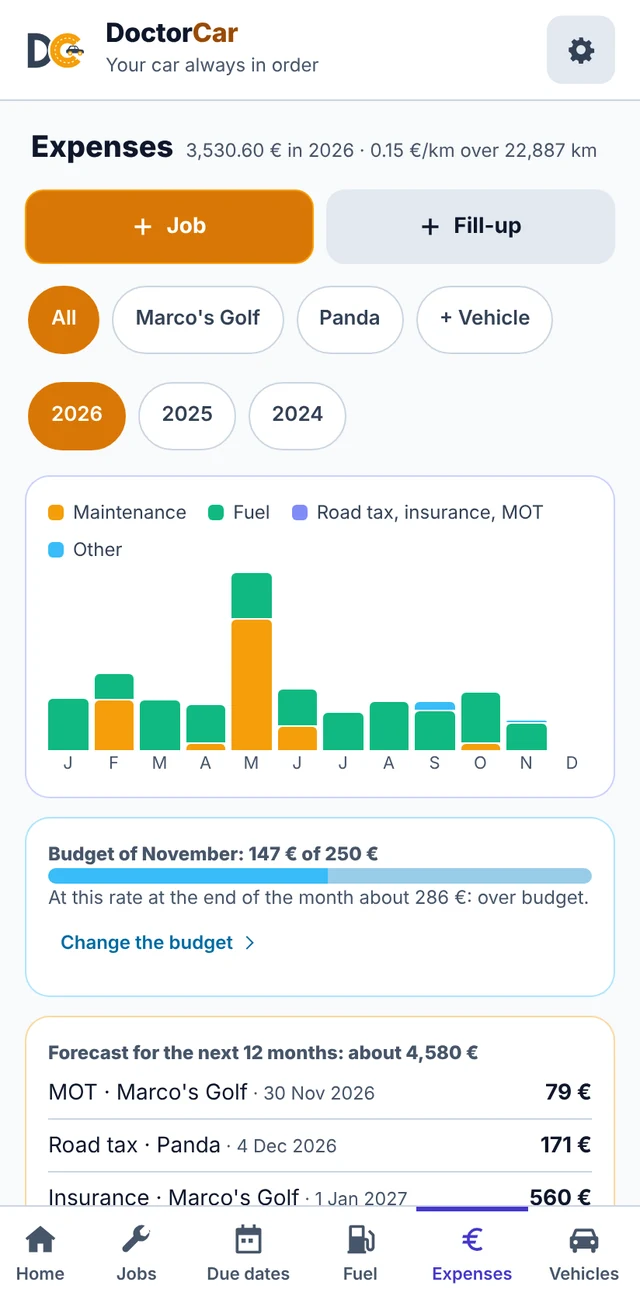 DC
DoctorCar
Your car always in order
Expenses 3,530.60 € in 2026 · 0.15 €/km over 22,887 km
+ Job + Fill-up
All Marco's Golf Panda + Vehicle
2026 2025 2024
Maintenance Fuel Road tax, insurance, MOT
Other
J F M A M J J A S O N D
Budget of November: 147 € of 250 €
At this rate at the end of the month about 286 €: over budget.
Change the budget >
Forecast for the next 12 months: about 4,580 €
MOT · Marco's Golf · 30 Nov 2026 79 €
Road tax · Panda · 4 Dec 2026 171 €
Insurance · Marco's Golf · 1 Jan 2027 560 €
€
Home Jobs Due dates Fuel Expenses Vehicles